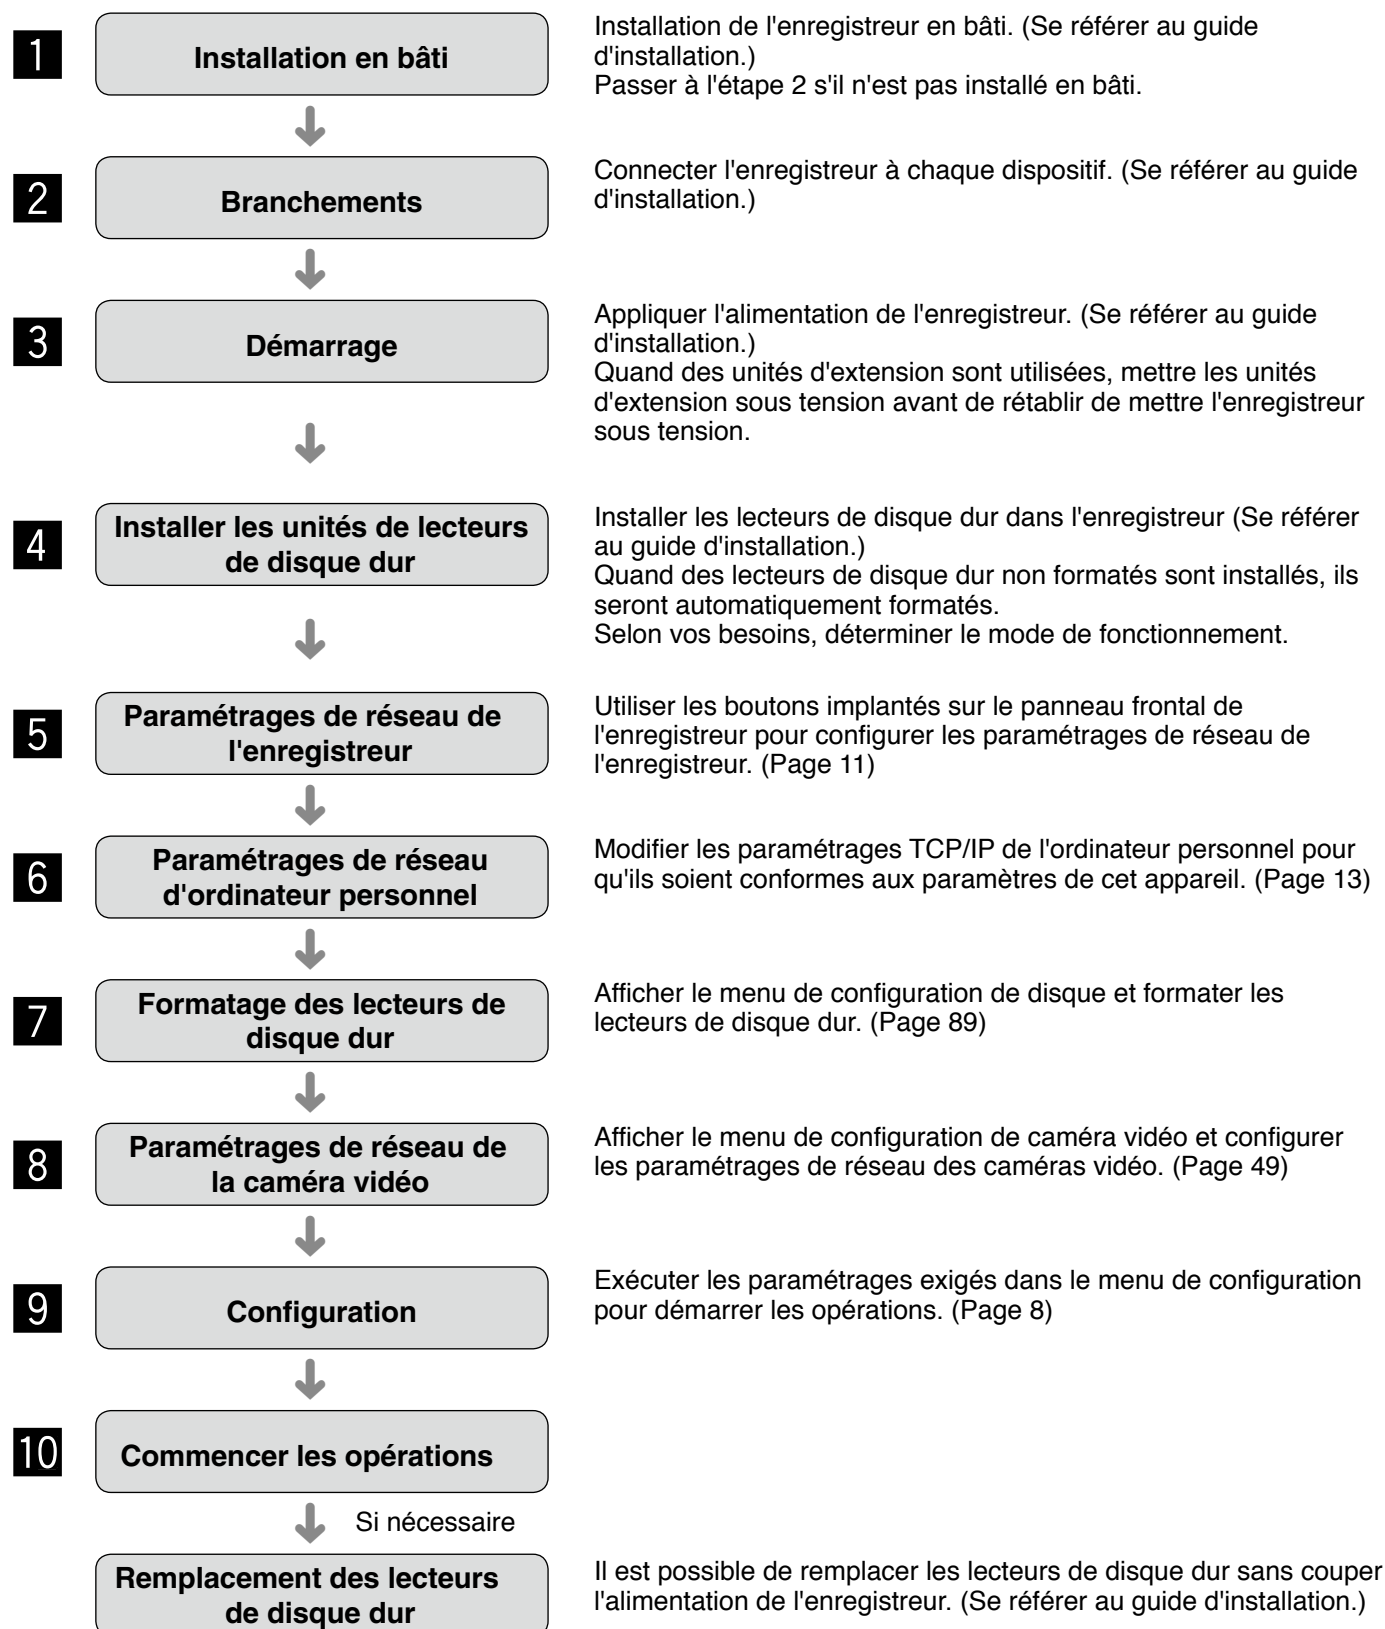 1
Installation en bâti
Installation de l'enregistreur en bâti. (Se référer au guide
d'installation.)
Passer à l'étape 2 s'il n'est pas installé en bâti.
2
Branchements
Connecter l'enregistreur à chaque dispositif. (Se référer au guide
d'installation.)
3
Démarrage
Appliquer l'alimentation de l'enregistreur. (Se référer au guide
d'installation.)
Quand des unités d'extension sont utilisées, mettre les unités
d'extension sous tension avant de rétablir de mettre l'enregistreur
sous tension.
4
Installer les unités de lecteurs
de disque dur
Installer les lecteurs de disque dur dans l'enregistreur (Se référer
au guide d'installation.)
Quand des lecteurs de disque dur non formatés sont installés, ils
seront automatiquement formatés.
Selon vos besoins, déterminer le mode de fonctionnement.
5
Paramétrages de réseau de
l'enregistreur
Utiliser les boutons implantés sur le panneau frontal de
l'enregistreur pour configurer les paramétrages de réseau de
l'enregistreur. (Page 11)
6
Paramétrages de réseau
d'ordinateur personnel
Modifier les paramétrages TCP/IP de l'ordinateur personnel pour
qu'ils soient conformes aux paramètres de cet appareil. (Page 13)
7
Formatage des lecteurs de
disque dur
Afficher le menu de configuration de disque et formater les
lecteurs de disque dur. (Page 89)
8
Paramétrages de réseau de
la caméra vidéo
Afficher le menu de configuration de caméra vidéo et configurer
les paramétrages de réseau des caméras vidéo. (Page 49)
9
Configuration
Exécuter les paramétrages exigés dans le menu de configuration
pour démarrer les opérations. (Page 8)
10
Commencer les opérations
Si nécessaire
Remplacement des lecteurs
de disque dur
Il est possible de remplacer les lecteurs de disque dur sans couper
l'alimentation de l'enregistreur. (Se référer au guide d'installation.)